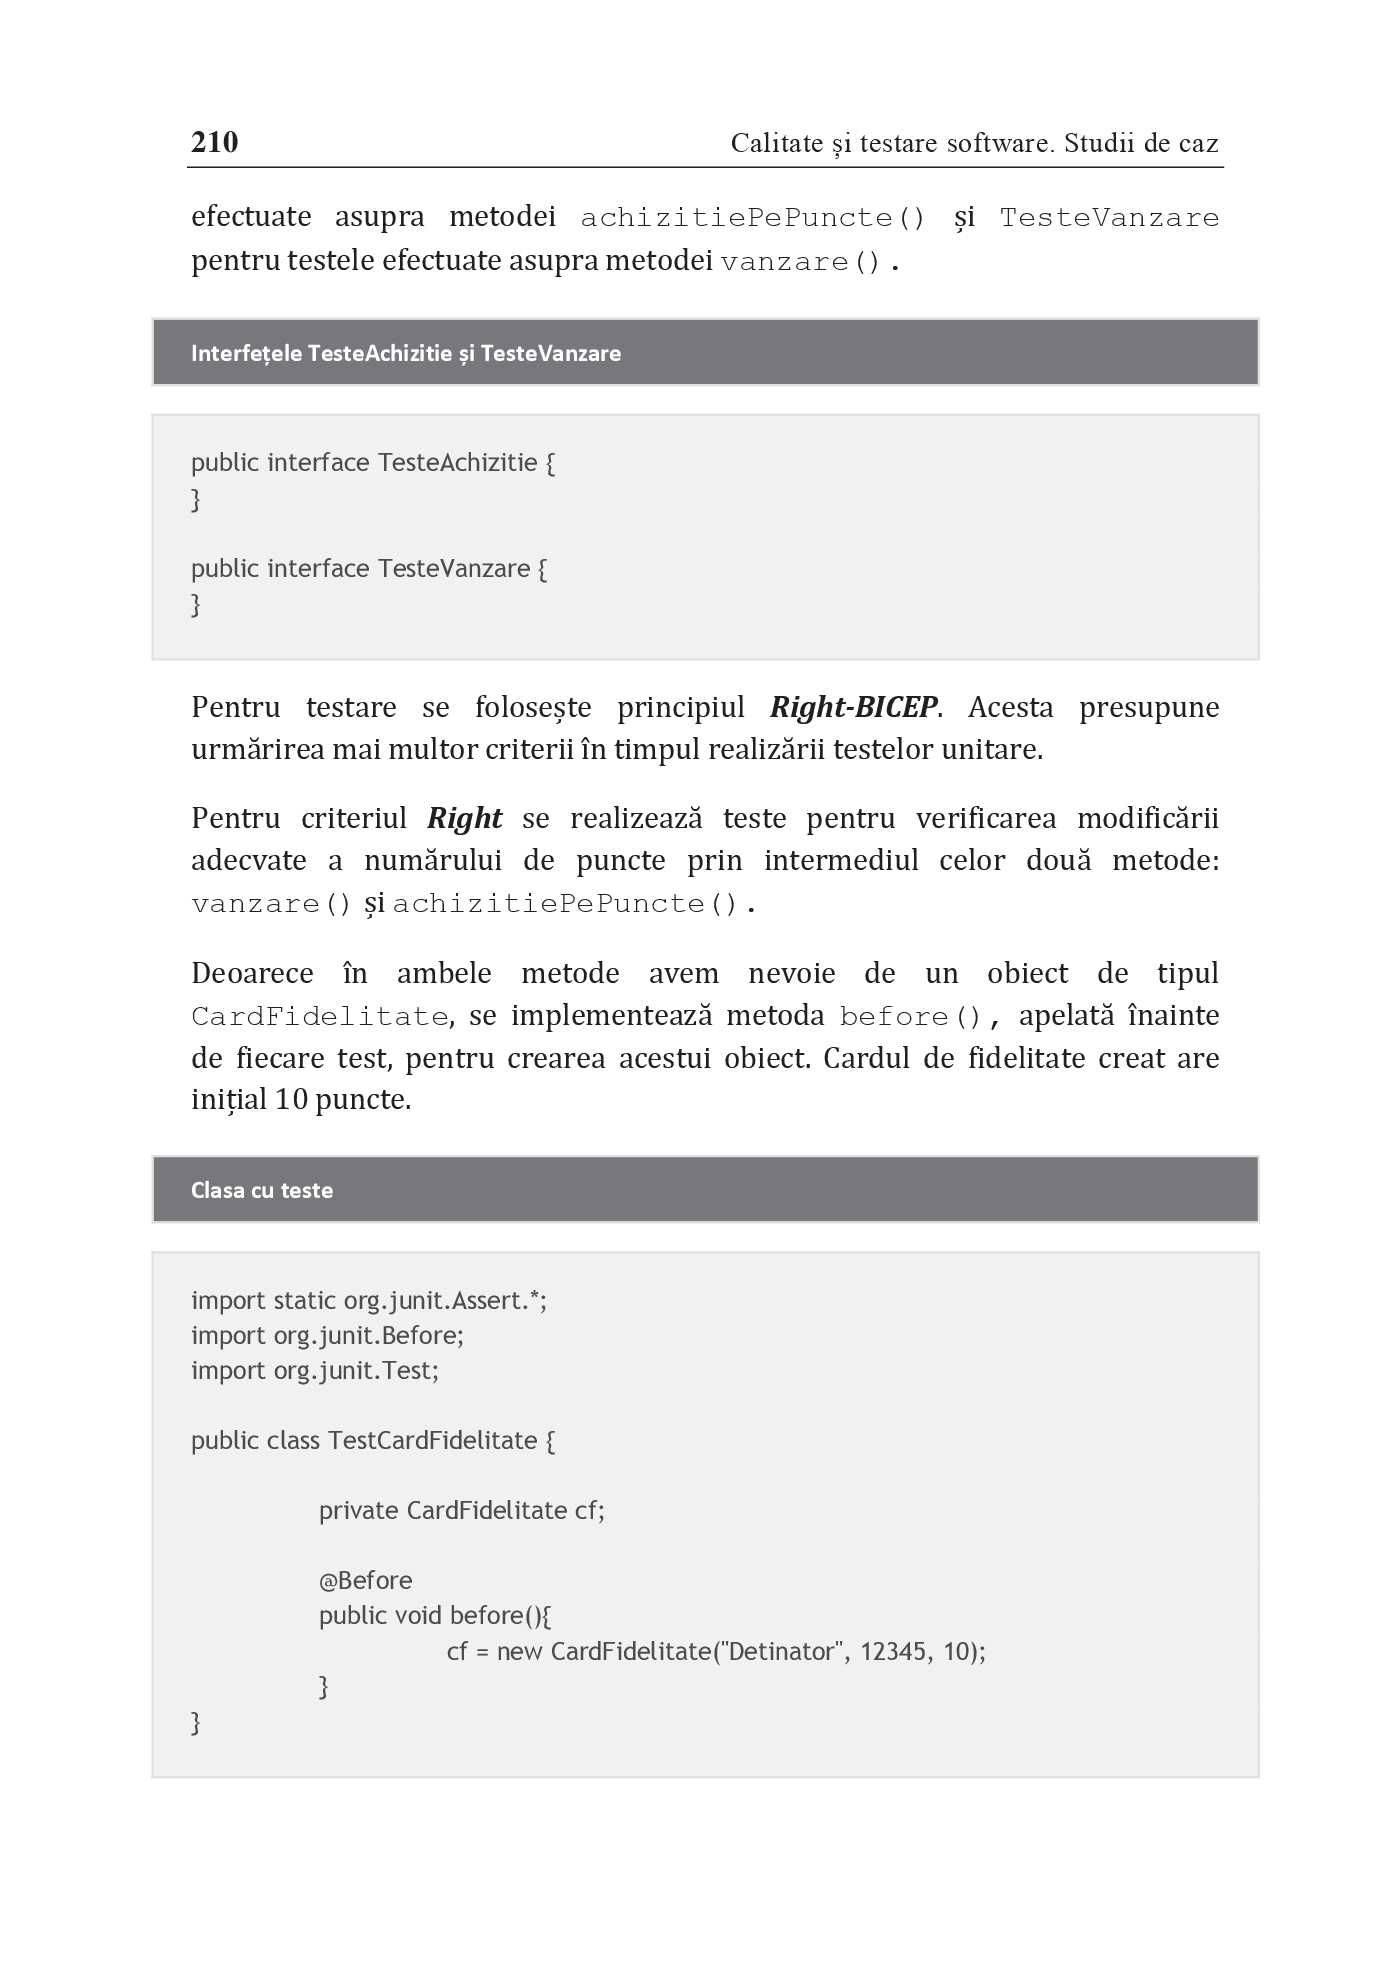 210 Calitate și testare software. Studii de caz
efectuate asupra metodei achizitiePePuncte() și TesteVanzare
pentru testele efectuate asupra metodei vanzare().
Interfețele TesteAchizitie și TesteVanzare
public interface TesteAchizitie {
}
public interface TesteVanzare {
}
Pentru testare se folosește principiul Right-BICEP. Acesta presupune
urmărirea mai multor criterii în timpul realizării testelor unitare.
Pentru criteriul Right se realizează teste pentru verificarea modificării
adecvate a numărului de puncte prin intermediul celor două metode:
vanzare() și achizitiePePuncte().
Deoarece în ambele metode avem nevoie de un obiect de tipul
CardFidelitate, se implementează metoda before(), apelată înainte
de fiecare test, pentru crearea acestui obiect. Cardul de fidelitate creat are
inițial 10 puncte.
Clasa cu teste
import static org.junit.Assert.*;
import org.junit.Before;
import org.junit.Test;
public class TestCardFidelitate {
private CardFidelitate cf;
@Before
public void before(){
cf = new CardFidelitate("Detinator", 12345, 10);
}
}